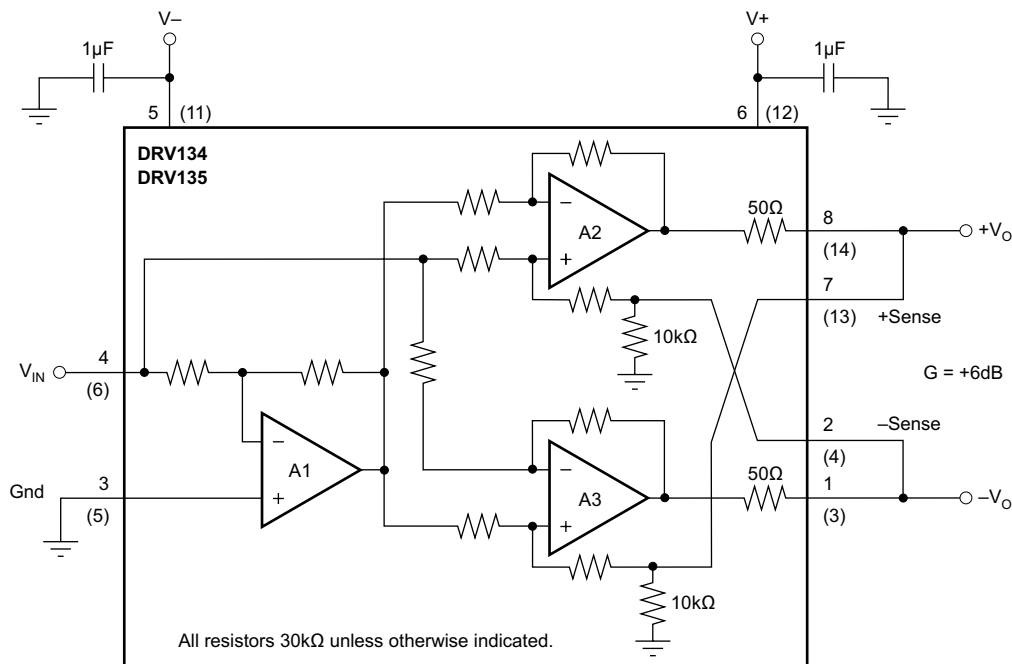 V–
V+
1µF
1µF
5
(11)
6
(12)
DRV134
DRV135
A2
–
+
50Ω
8
(14)
+V_O
7
(13)
+Sense
10kΩ
V_IN
4
(6)
G = +6dB
A1
–
+
Gnd
3
(5)
2
(4)
–Sense
A3
–
+
50Ω
1
(3)
–V_O
10kΩ
All resistors 30kΩ unless otherwise indicated.